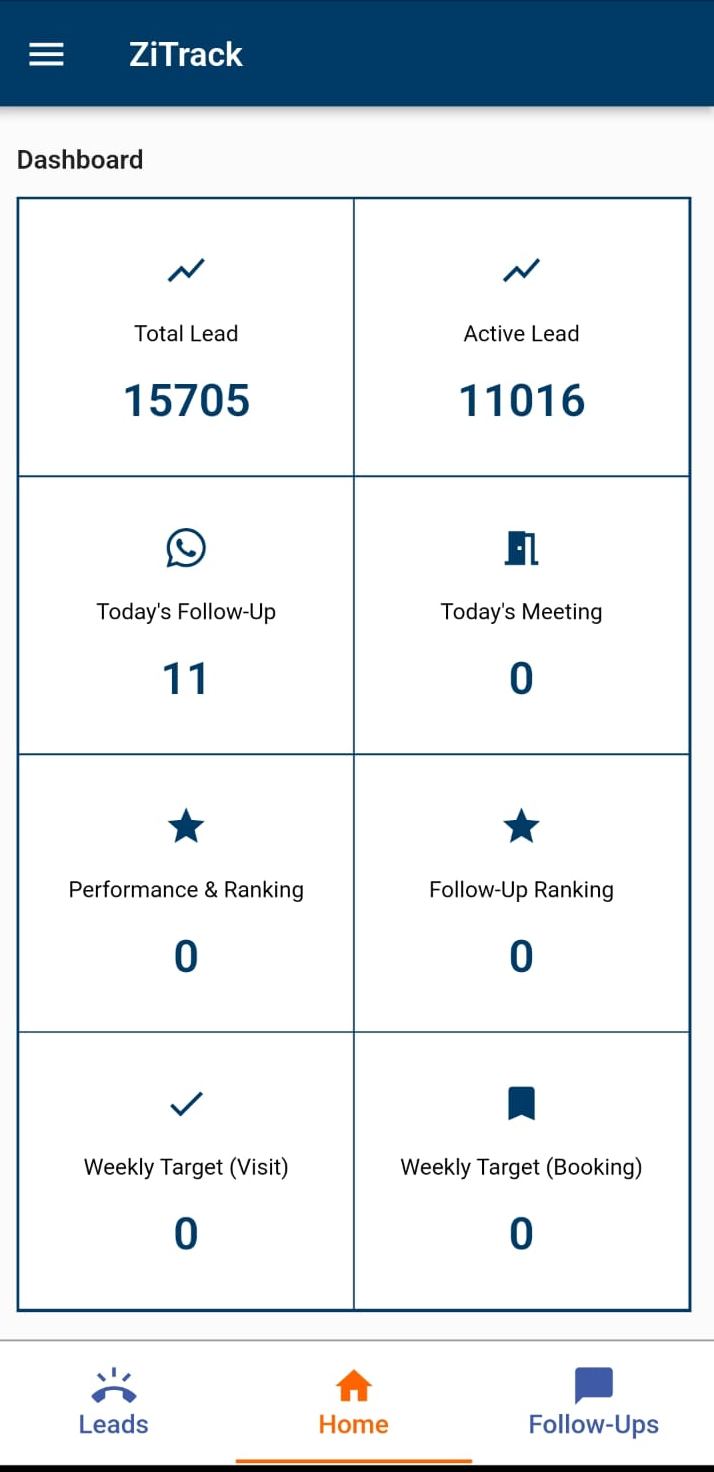 ZiTrack
Dashboard
Total Lead
15705
Active Lead
11016
Today's Follow-Up
11
Today's Meeting
0
Performance & Ranking
0
Follow-Up Ranking
0
Weekly Target (Visit)
0
Weekly Target (Booking)
0
Leads
Home
Follow-Ups